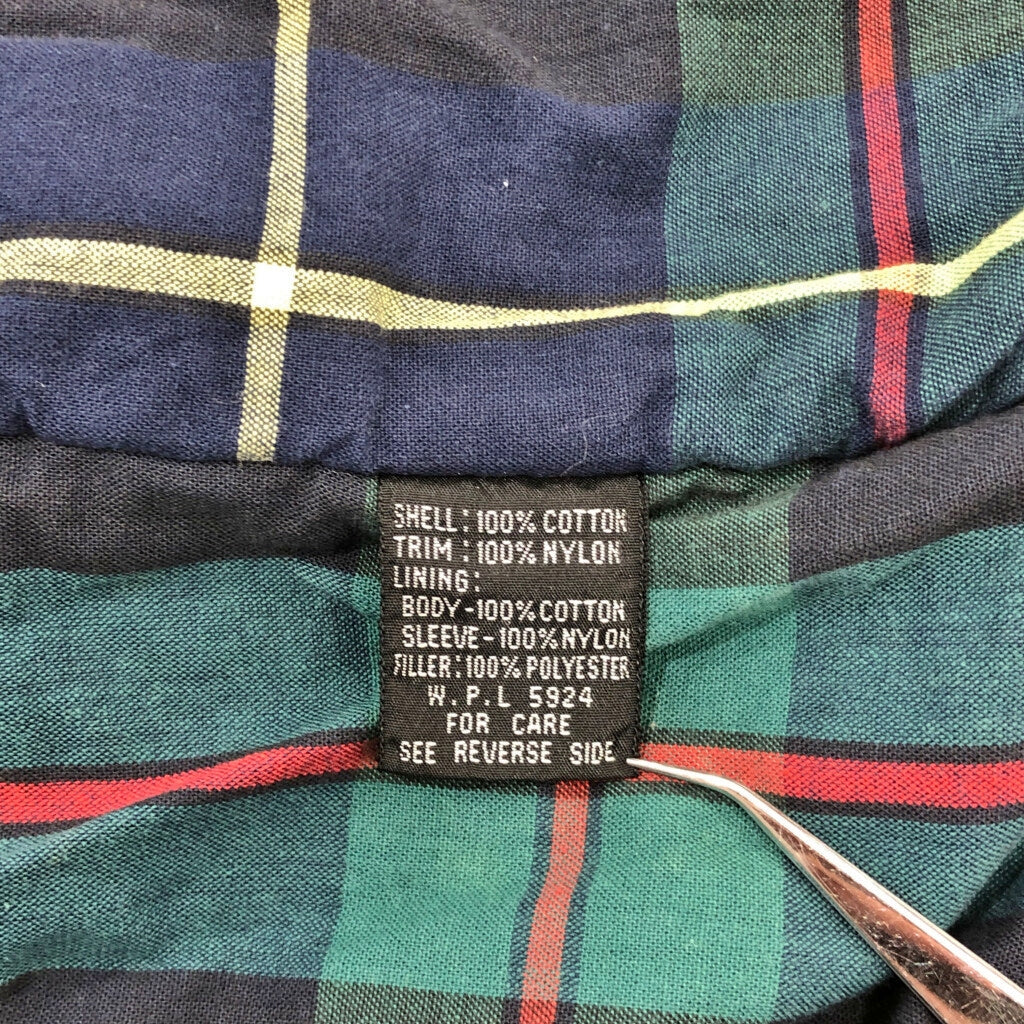 SHELL: 100% COTTON
TRIM : 100% NYLON
LINING:
BODY-100% COTTON
SLEEVE-100% NYLON
FILLER: 100% POLYESTER
W.P.L 5924
FOR CARE
SEE REVERSE SIDE